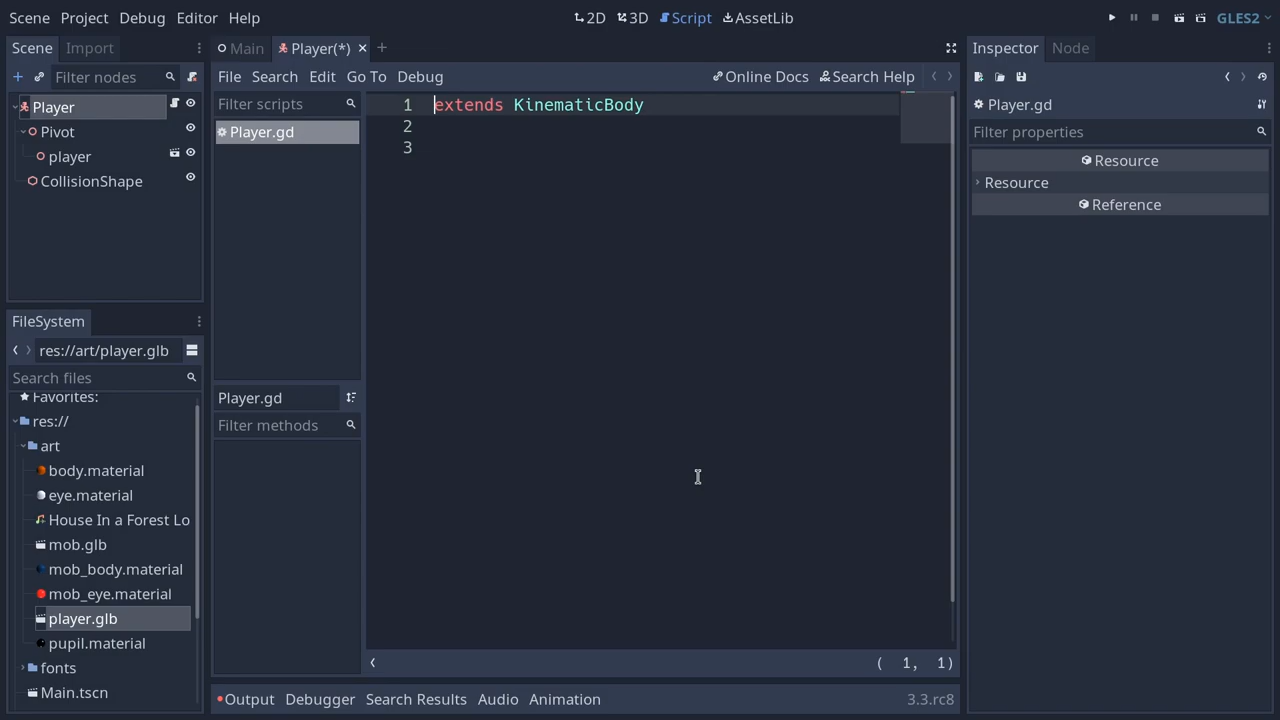 Scene Project Debug Editor Help 2D 3D Script AssetLib GLES2
Scene Import Main Player(*) Inspector Node
Filter nodes File Search Edit Go To Debug Online Docs Search Help
Player Filter scripts 1 extends KinematicBody Player.gd
Pivot Player.gd 2 Filter properties
player 3 Resource
CollisionShape Resource
Reference
FileSystem
res://art/player.glb
Search files
Favorites: Player.gd
res:// Filter methods
art
body.material
eye.material
House In a Forest Lo
mob.glb
mob_body.material
mob_eye.material
player.glb
pupil.material
fonts ( 1, 1)
Main.tscn Output Debugger Search Results Audio Animation 3.3.rc8